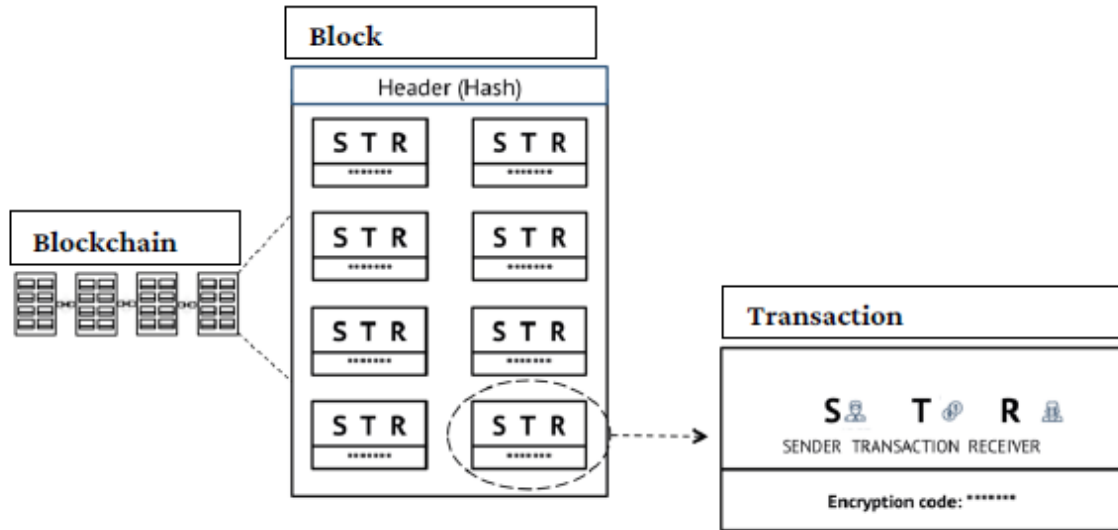 Block
Header (Hash)
S T R S T R
******* *******
S T R S T R
******* *******
Blockchain
S T R S T R
******* *******
S T R S T R
******* *******
Transaction
S T R
SENDER TRANSACTION RECEIVER
Encryption code: *******